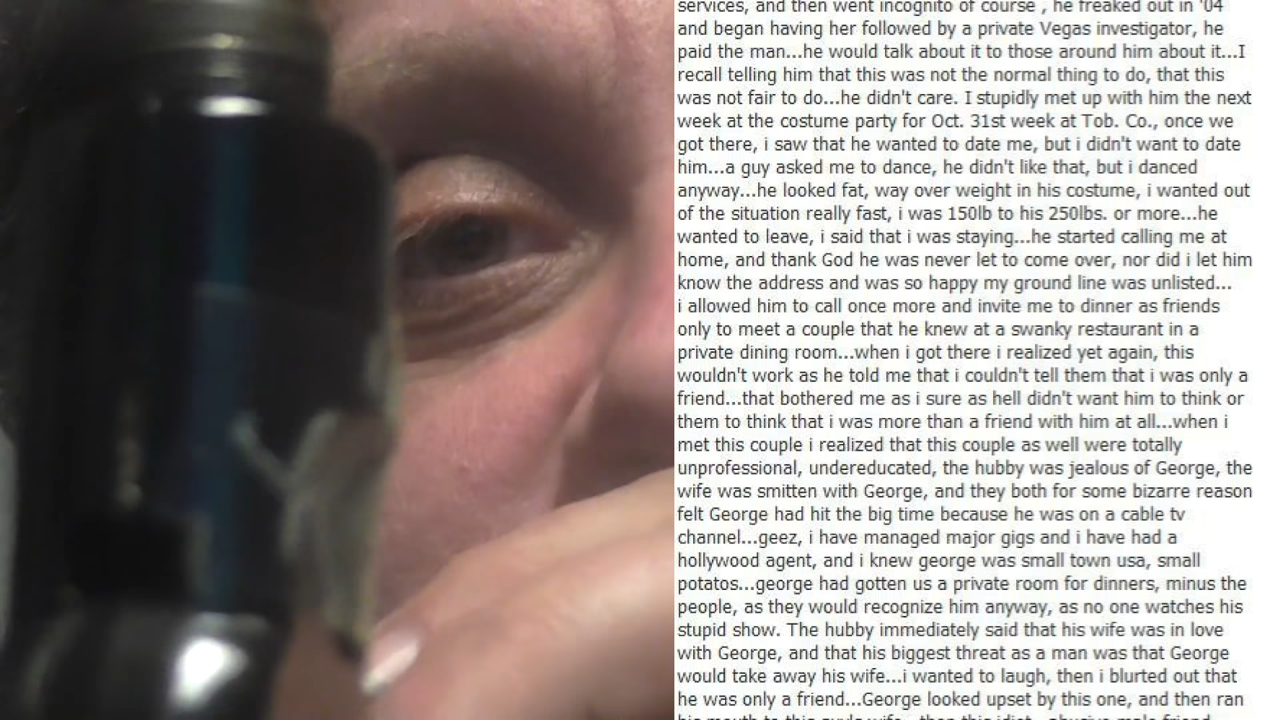 services, and then went incognito of course , he freaked out in '04
and began having her followed by a private Vegas investigator, he
paid the man...he would talk about it to those around him about it...I
recall telling him that this was not the normal thing to do, that this
was not fair to do...he didn't care. I stupidly met up with him the next
week at the costume party for Oct. 31st week at Tob. Co., once we
got there, i saw that he wanted to date me, but i didn't want to date
him...a guy asked me to dance, he didn't like that, but i danced
anyway...he looked fat, way over weight in his costume, i wanted out
of the situation really fast, i was 150lb to his 250lbs. or more...he
wanted to leave, i said that i was staying...he started calling me at
home, and thank God he was never let to come over, nor did i let him
know the address and was so happy my ground line was unlisted...
i allowed him to call once more and invite me to dinner as friends
only to meet a couple that he knew at a swanky restaurant in a
private dining room...when i got there i realized yet again, this
wouldn't work as he told me that i couldn't tell them that i was only a
friend...that bothered me as i sure as hell didn't want him to think or
them to think that i was more than a friend with him at all...when i
met this couple i realized that this couple as well were totally
unprofessional, undereducated, the hubby was jealous of George, the
wife was smitten with George, and they both for some bizarre reason
felt George had hit the big time because he was on a cable tv
channel...geez, i have managed major gigs and i have had a
hollywood agent, and i knew george was small town usa, small
potatos...george had gotten us a private room for dinners, minus the
people, as they would recognize him anyway, as no one watches his
stupid show. The hubby immediately said that his wife was in love
with George, and that his biggest threat as a man was that George
would take away his wife...i wanted to laugh, then i blurted out that
he was only a friend...George looked upset by this one, and then ran